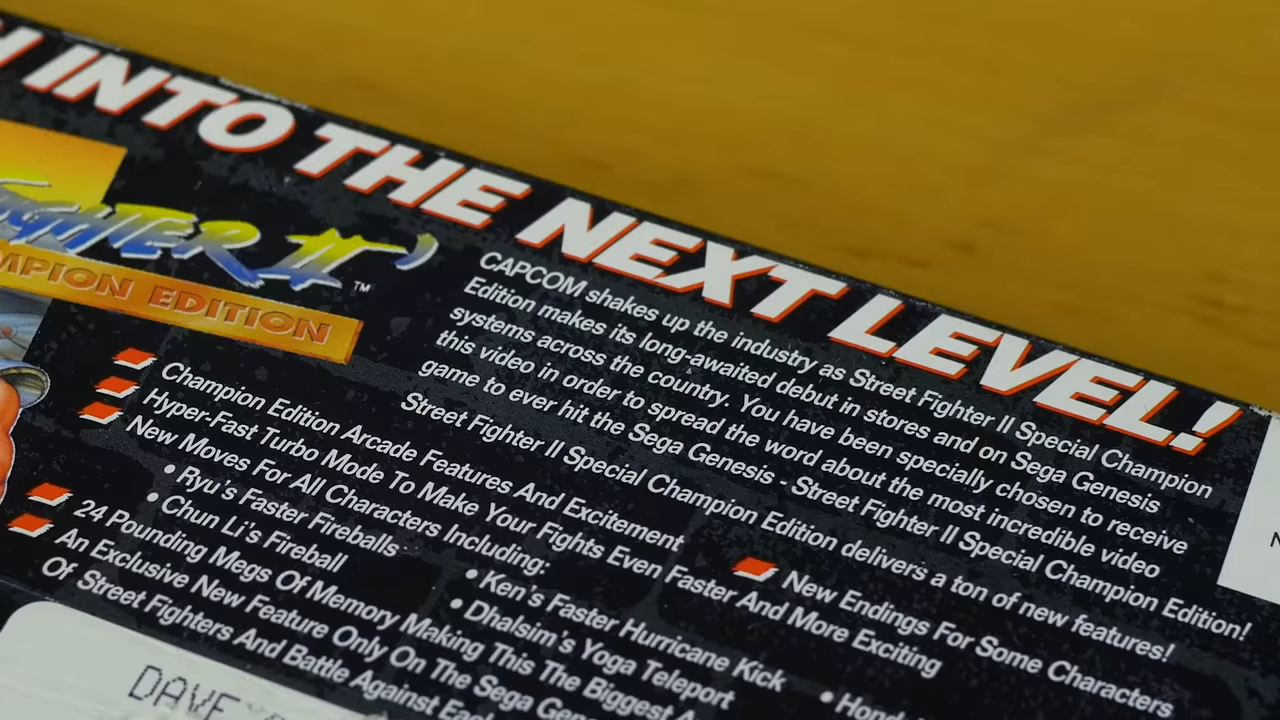 INTO THE NEXT LEVEL!
FIGHTER II'
TM
MPION EDITION
CAPCOM shakes up the industry as Street Fighter II Special Champion
Edition makes its long-awaited debut in stores and on Sega Genesis
systems across the country. You have been specially chosen to receive
this video in order to spread the word about the most incredible video
game to ever hit the Sega Genesis - Street Fighter II Special Champion Edition!
Street Fighter II Special Champion Edition delivers a ton of new features!
Champion Edition Arcade Features And Excitement
Hyper-Fast Turbo Mode To Make Your Fights Even Faster And More Exciting
New Moves For All Characters Including:
• Ryu's Faster Fireballs
• Chun Li's Fireball
• Ken's Faster Hurricane Kick
• Dhalsim's Yoga Teleport
• Hond
24 Pounding Megs Of Memory Making This The Biggest
An Exclusive New Feature Only On The Sega Gen
Of Street Fighters And Battle Against Eac
New Endings For Some Characters
DAVE
N